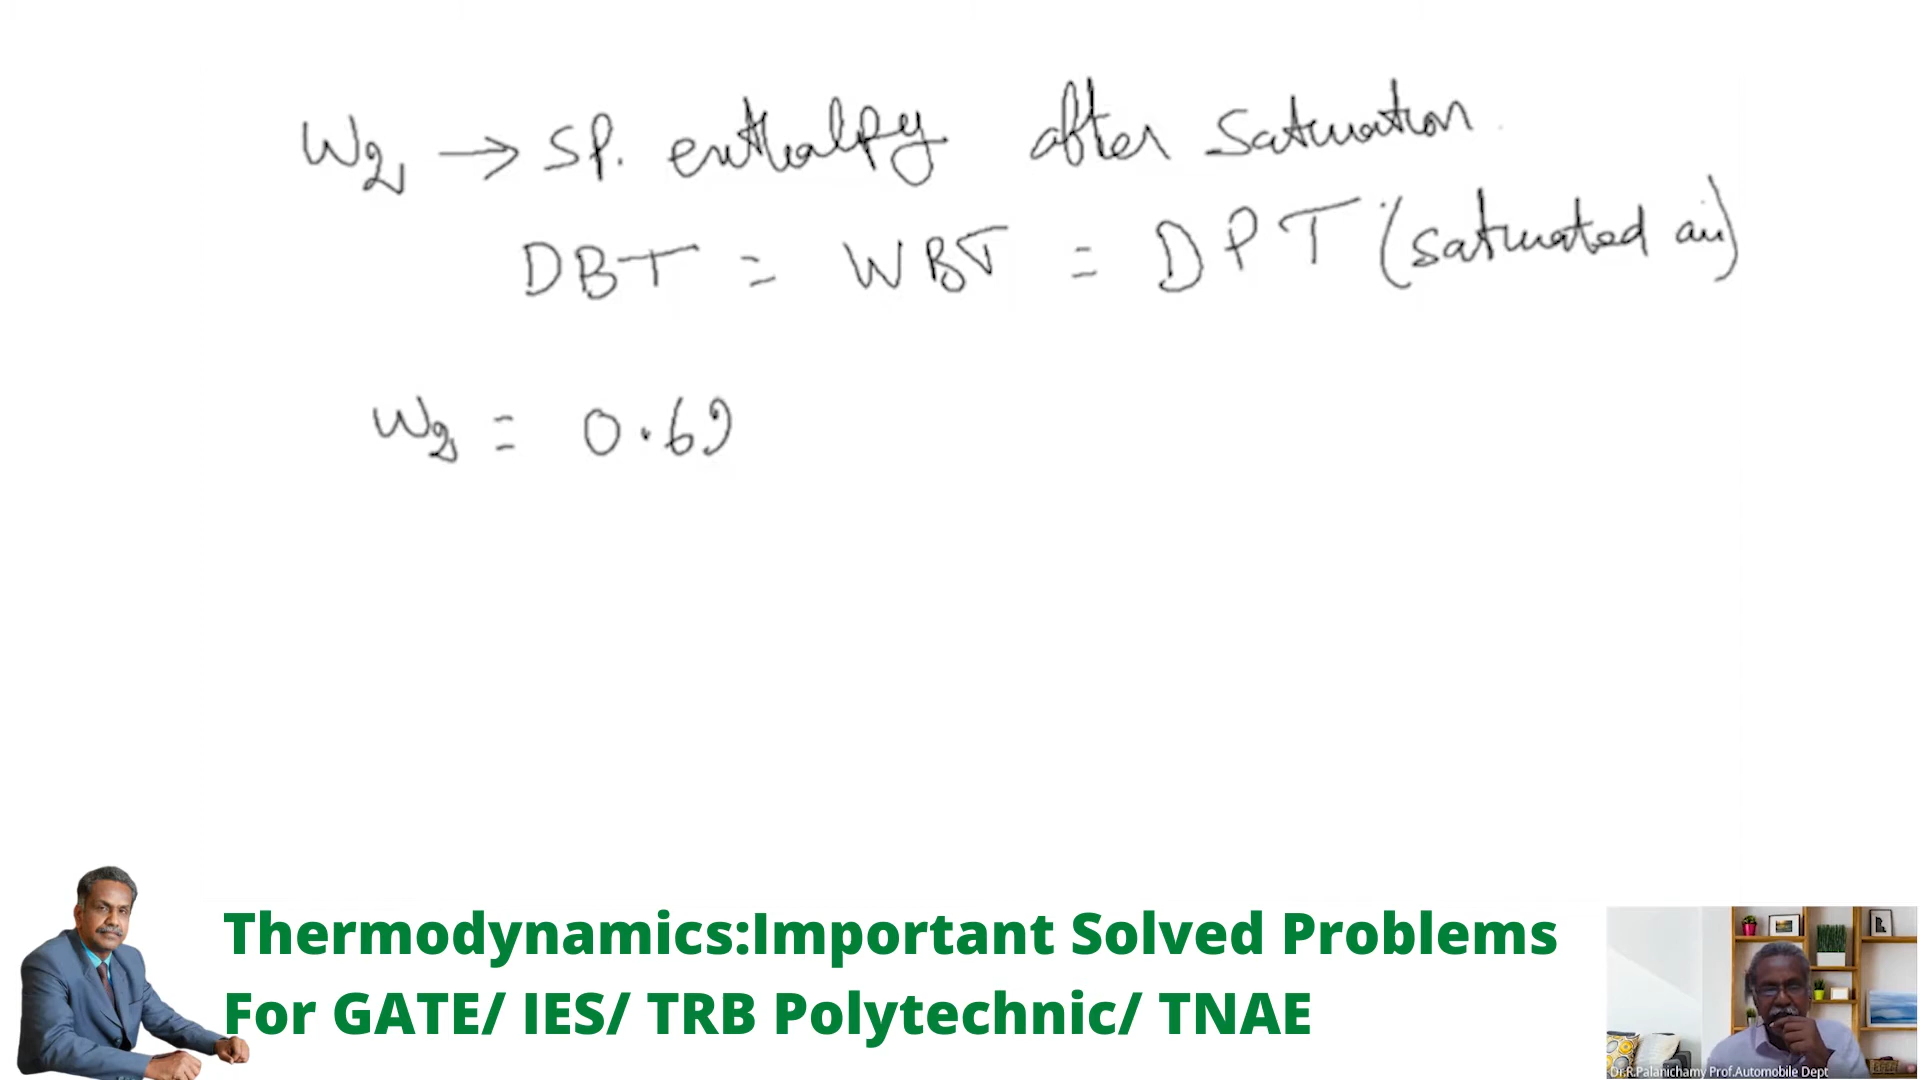 W2 → SP. enthalpy after Saturation.
DBT = WBT = DPT (saturated air)
W2 = 0.69
Thermodynamics:Important Solved Problems
For GATE/ IES/ TRB Polytechnic/ TNAE
Dr.R.Palanichamy Prof.Automobile Dept